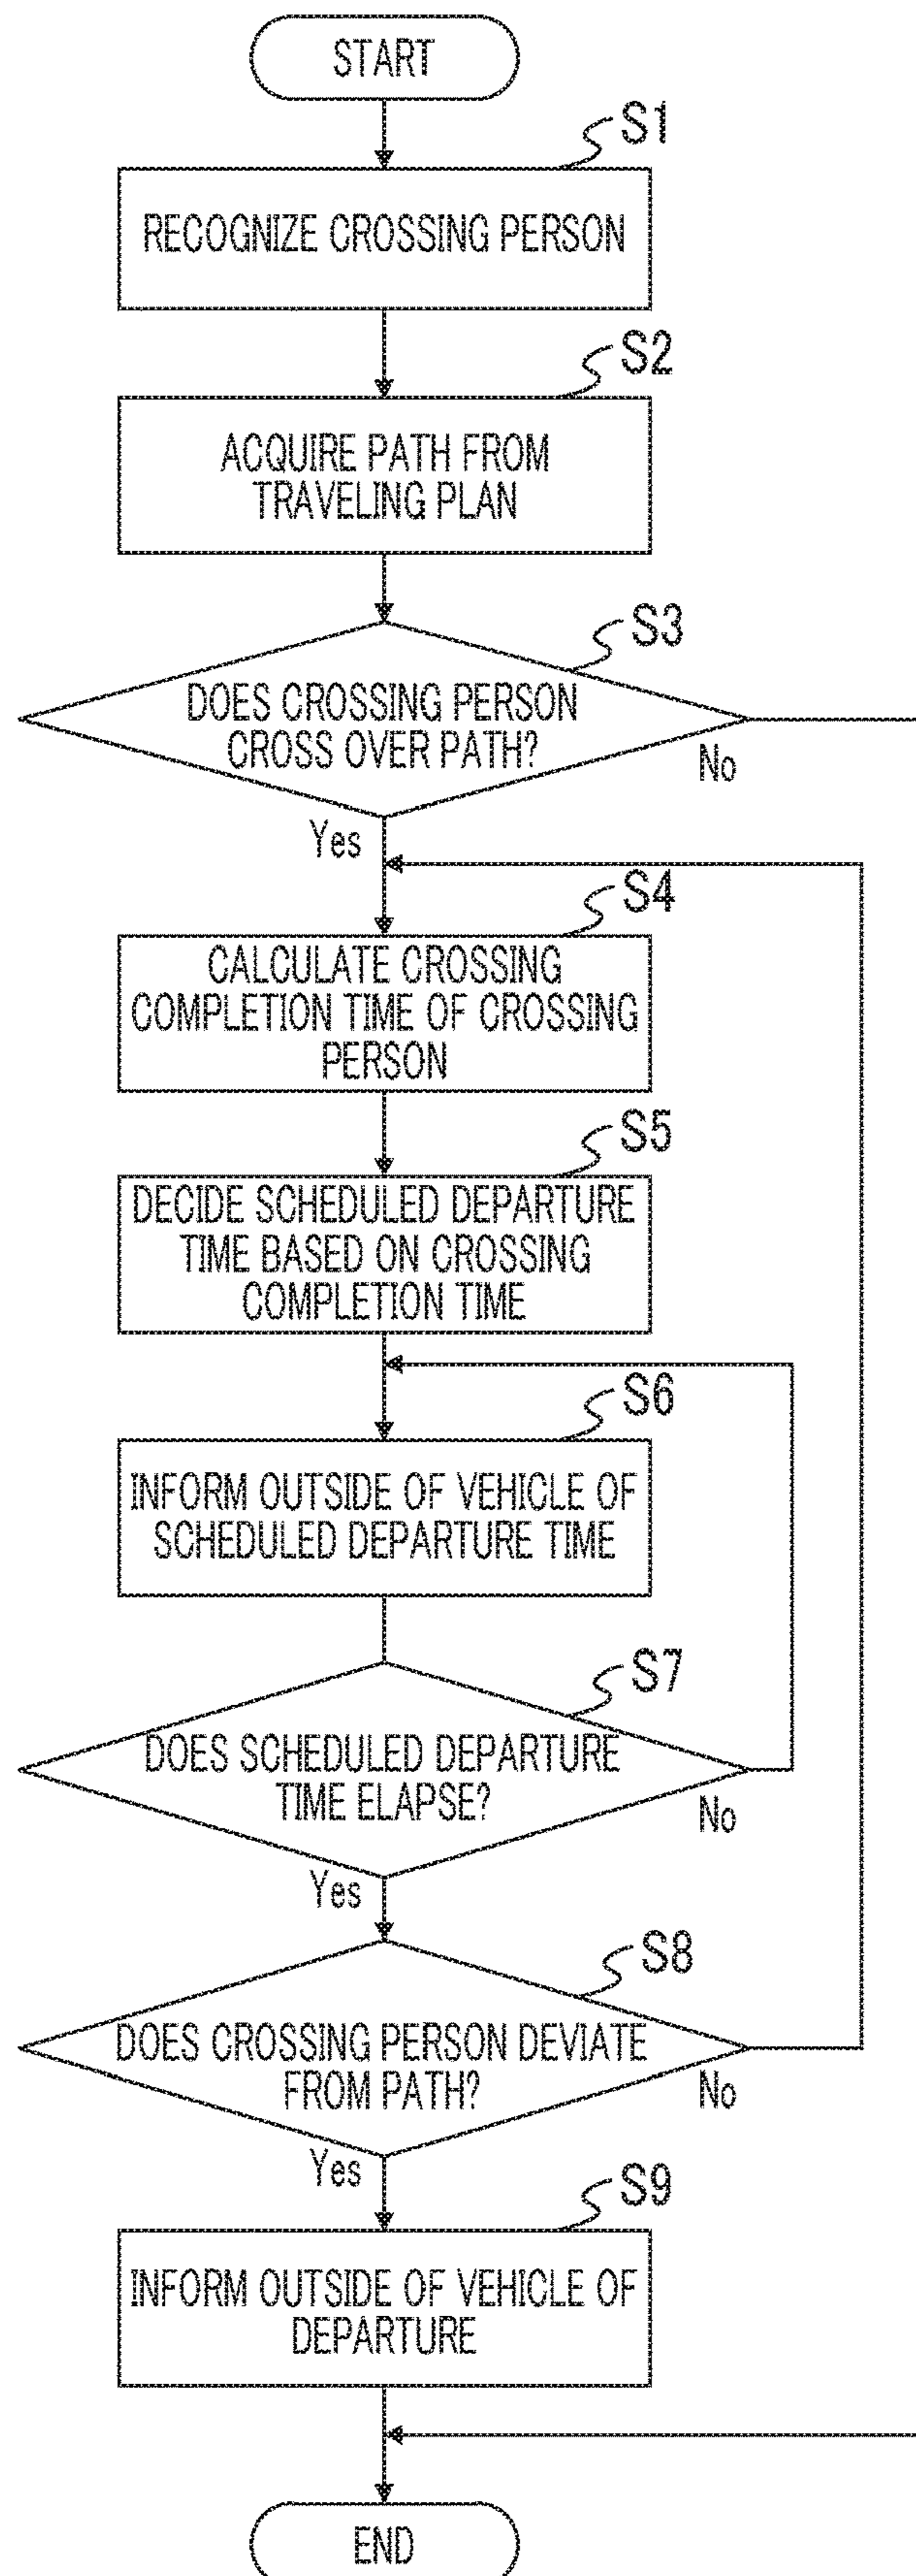 START
S1
RECOGNIZE CROSSING PERSON
S2
ACQUIRE PATH FROM
TRAVELING PLAN
S3
DOES CROSSING PERSON
CROSS OVER PATH?
No
Yes
S4
CALCULATE CROSSING
COMPLETION TIME OF CROSSING
PERSON
S5
DECIDE SCHEDULED DEPARTURE
TIME BASED ON CROSSING
COMPLETION TIME
S6
INFORM OUTSIDE OF VEHICLE OF
SCHEDULED DEPARTURE TIME
S7
DOES SCHEDULED DEPARTURE
TIME ELAPSE?
No
Yes
S8
DOES CROSSING PERSON DEVIATE
FROM PATH?
No
Yes
S9
INFORM OUTSIDE OF VEHICLE OF
DEPARTURE
END